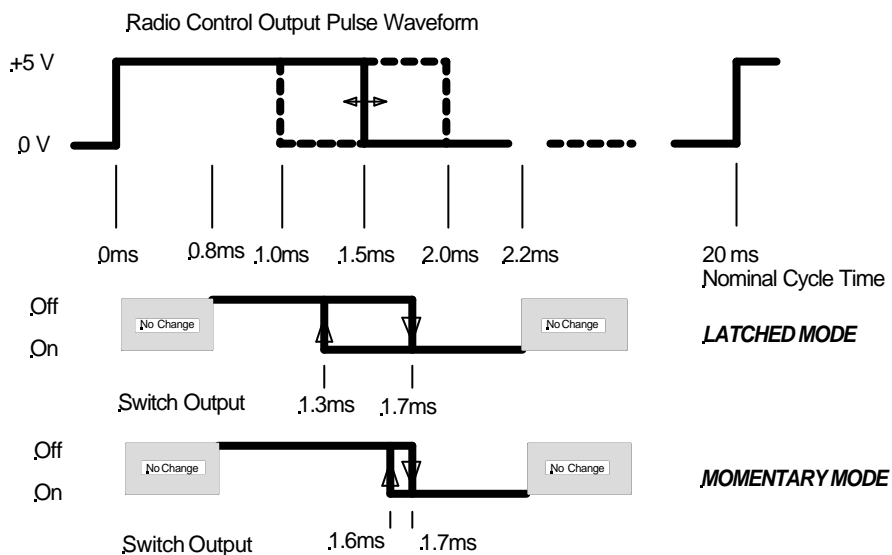 Radio Control Output Pulse Waveform
+5 V
0 V
0ms
0.8ms
1.0ms
1.5ms
2.0ms
2.2ms
20 ms
Nominal Cycle Time
Off
On
No Change
No Change
LATCHED MODE
Switch Output
1.3ms
1.7ms
Off
On
No Change
No Change
MOMENTARY MODE
Switch Output
1.6ms
1.7ms